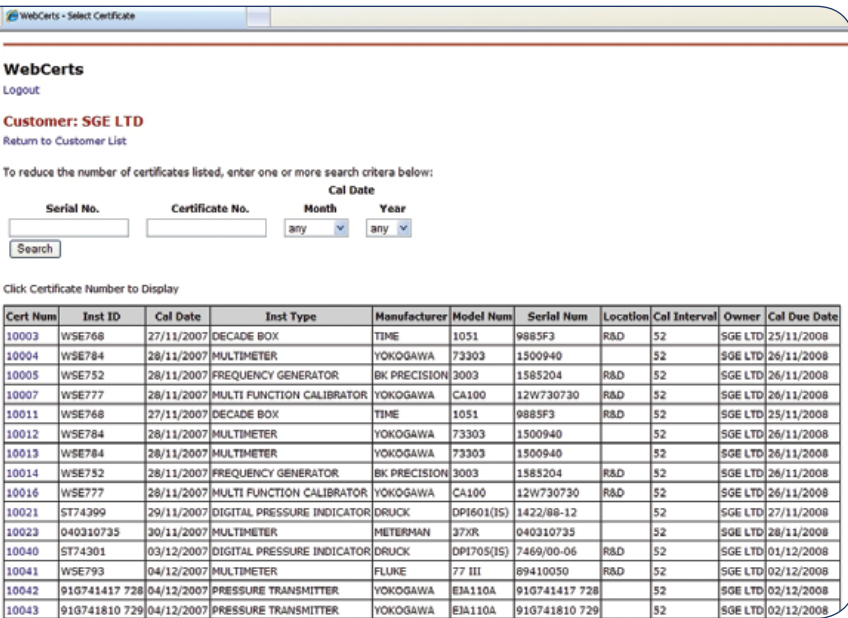 WebCerts - Select Certificate
WebCerts
Logout
Customer: SGE LTD
Return to Customer List
To reduce the number of certificates listed, enter one or more search critera below:
Cal Date
Serial No. Certificate No. Month Year
any any
Search
Click Certificate Number to Display
Cert Num Inst ID Cal Date Inst Type Manufacturer Model Num Serial Num Location Cal Interval Owner Cal Due Date
10003 WSE768 27/11/2007 DECADE BOX TIME 1051 9885F3 R&D 52 SGE LTD 25/11/2008
10004 WSE784 28/11/2007 MULTIMETER YOKOGAWA 73303 1500940 52 SGE LTD 26/11/2008
10005 WSE752 28/11/2007 FREQUENCY GENERATOR BK PRECISION 3003 1585204 R&D 52 SGE LTD 26/11/2008
10007 WSE777 28/11/2007 MULTI FUNCTION CALIBRATOR YOKOGAWA CA100 12W730730 R&D 52 SGE LTD 26/11/2008
10011 WSE768 27/11/2007 DECADE BOX TIME 1051 9885F3 R&D 52 SGE LTD 25/11/2008
10012 WSE784 28/11/2007 MULTIMETER YOKOGAWA 73303 1500940 52 SGE LTD 26/11/2008
10013 WSE784 28/11/2007 MULTIMETER YOKOGAWA 73303 1500940 52 SGE LTD 26/11/2008
10014 WSE752 28/11/2007 FREQUENCY GENERATOR BK PRECISION 3003 1585204 R&D 52 SGE LTD 26/11/2008
10016 WSE777 28/11/2007 MULTI FUNCTION CALIBRATOR YOKOGAWA CA100 12W730730 R&D 52 SGE LTD 26/11/2008
10021 ST74399 29/11/2007 DIGITAL PRESSURE INDICATOR DRUCK DPI601(IS) 1422/88-12 52 SGE LTD 27/11/2008
10023 040310735 30/11/2007 MULTIMETER METERMAN 37XR 040310735 52 SGE LTD 28/11/2008
10040 ST74301 03/12/2007 DIGITAL PRESSURE INDICATOR DRUCK DPI705(IS) 7469/00-06 R&D 52 SGE LTD 01/12/2008
10041 WSE793 04/12/2007 MULTIMETER FLUKE 77 III 89410050 R&D 52 SGE LTD 02/12/2008
10042 91G741417 728 04/12/2007 PRESSURE TRANSMITTER YOKOGAWA EJA110A 91G741417 728 52 SGE LTD 02/12/2008
10043 91G741810 729 04/12/2007 PRESSURE TRANSMITTER YOKOGAWA EJA110A 91G741810 729 52 SGE LTD 02/12/2008